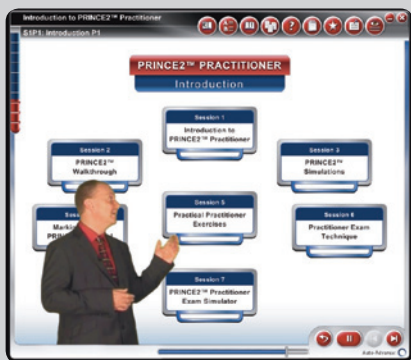 Introduction to PRINCE2™ PRACTITIONER
S1P1: Introduction P1
PRINCE2™ PRACTITIONER
Introduction
Session 1
Introduction to
PRINCE2™ Practitioner
Session 2
PRINCE2™
Walkthrough
Session 3
PRINCE2™
Simulations
Session 5
Practical Practitioner
Exercises
Session 6
Practitioner Exam
Technique
Session 7
PRINCE2™ Practitioner
Exam Simulator
Auto Advance